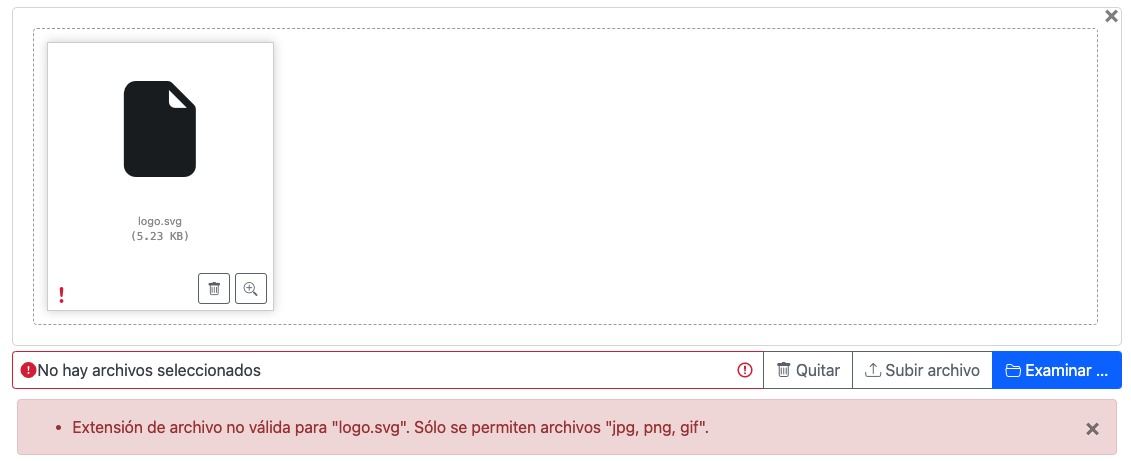 logo.svg
(5.23 KB)
No hay archivos seleccionados
Quitar
Subir archivo
Examinar ...
Extensión de archivo no válida para "logo.svg". Sólo se permiten archivos "jpg, png, gif".